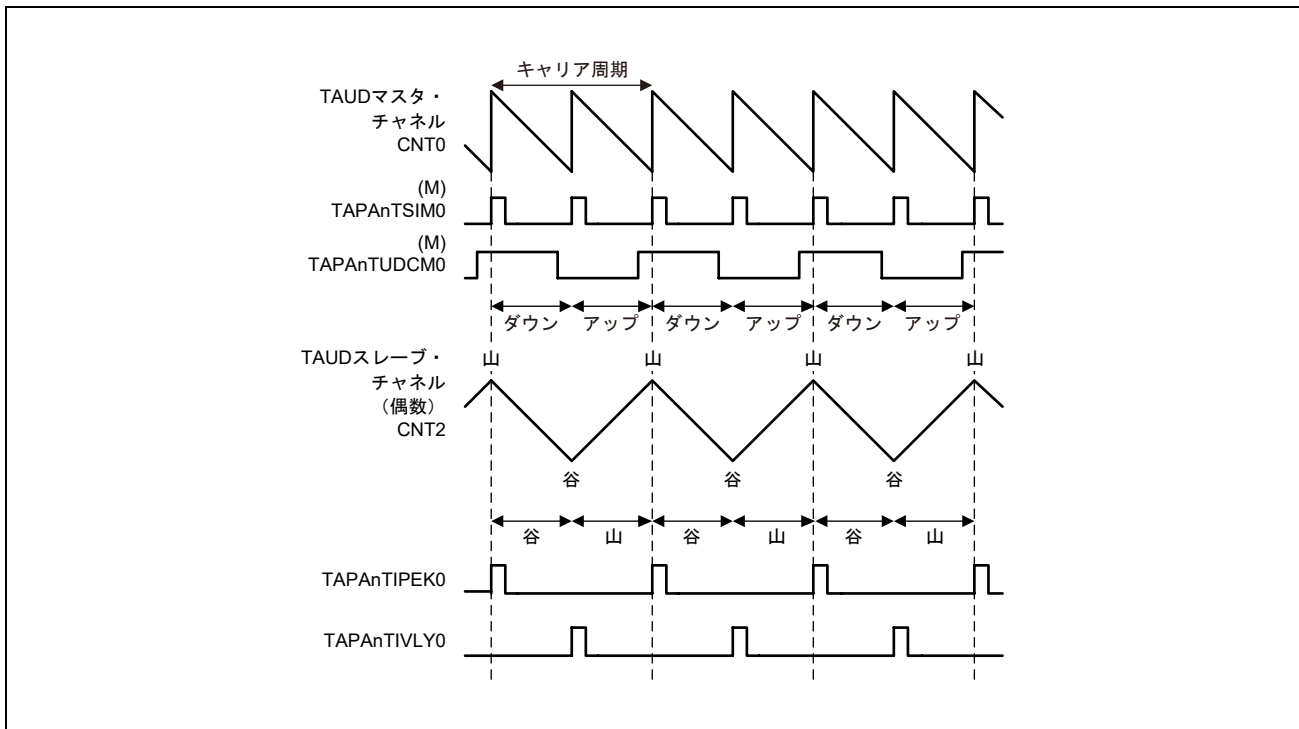 キャリア周期
TAUDマスタ・
チャネル
CNT0
(M)
TAPAnTSIM0
(M)
TAPAnTUDCM0
ダウン アップ ダウン アップ ダウン アップ
TAUDスレーブ・
チャネル
（偶数）
CNT2
山 山 山 山
谷 谷 谷
谷 山 谷 山 谷 山
TAPAnTIPEK0
TAPAnTIVLY0